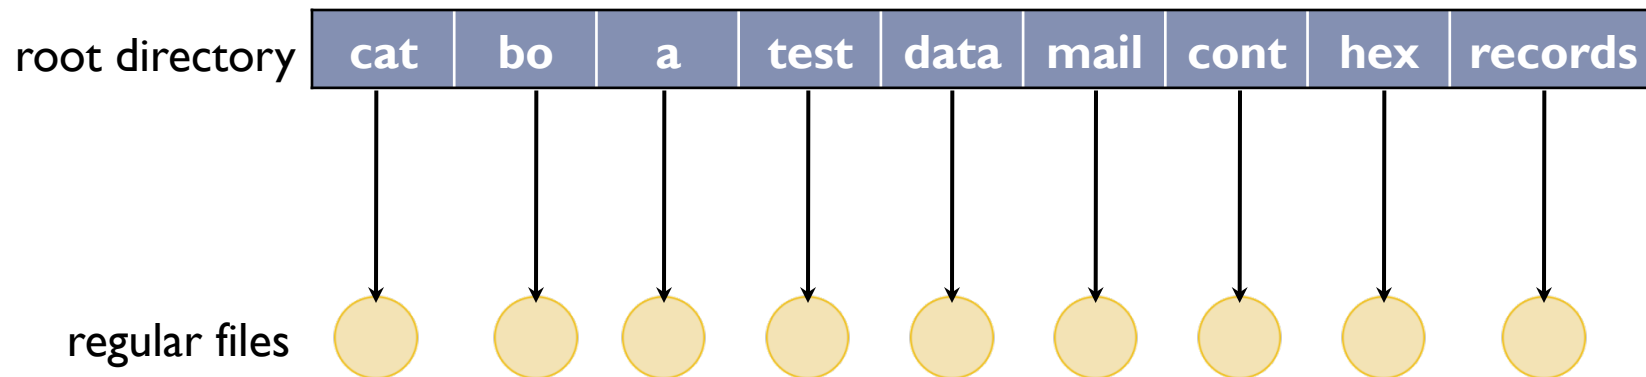 root directory cat bo a test data mail cont hex records
regular files